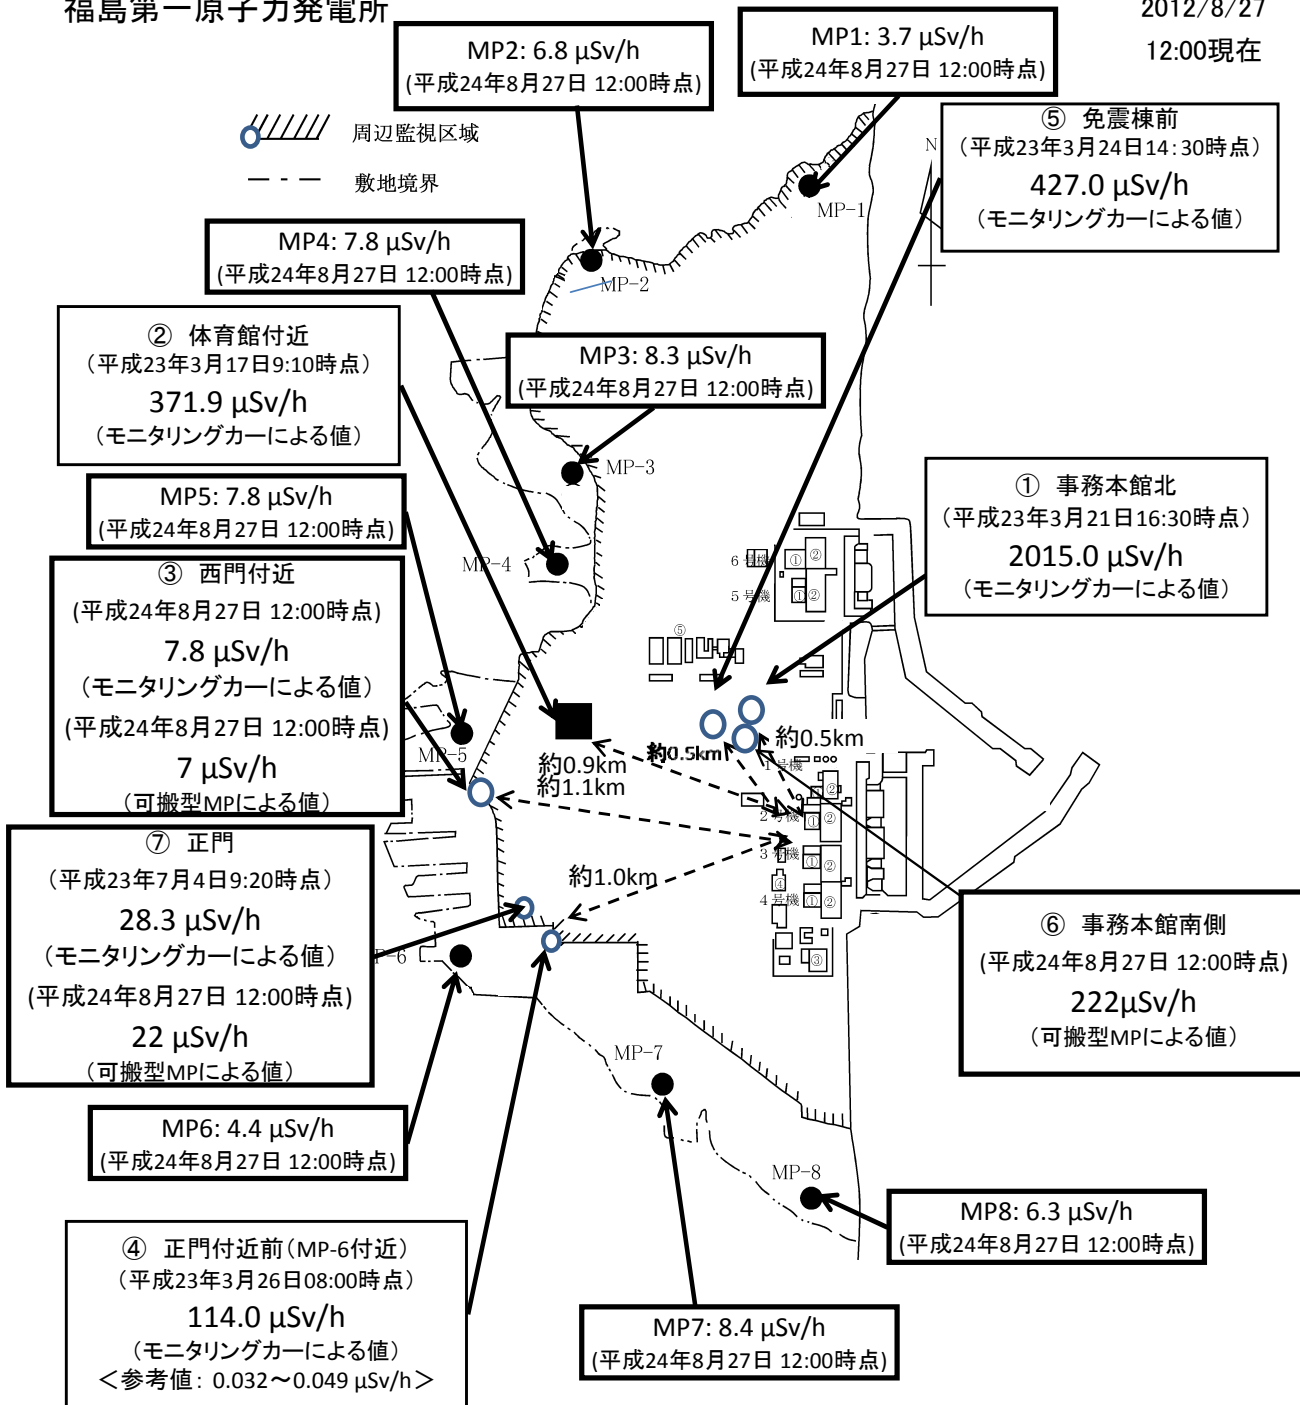 福島第一原子力発電所
2012/8/27
12:00現在
MP2: 6.8 μSv/h
(平成24年8月27日 12:00時点)
MP1: 3.7 μSv/h
(平成24年8月27日 12:00時点)
周辺監視区域
敷地境界
⑤ 免震棟前
(平成23年3月24日14:30時点)
427.0 μSv/h
(モニタリングカーによる値)
N
MP-1
MP4: 7.8 μSv/h
(平成24年8月27日 12:00時点)
MP-2
② 体育館付近
(平成23年3月17日9:10時点)
371.9 μSv/h
(モニタリングカーによる値)
MP3: 8.3 μSv/h
(平成24年8月27日 12:00時点)
MP-3
MP5: 7.8 μSv/h
(平成24年8月27日 12:00時点)
① 事務本館北
(平成23年3月21日16:30時点)
2015.0 μSv/h
(モニタリングカーによる値)
MP-4
6号機
① ②
5号機
① ②
③ 西門付近
(平成24年8月27日 12:00時点)
7.8 μSv/h
(モニタリングカーによる値)
(平成24年8月27日 12:00時点)
7 μSv/h
(可搬型MPによる値)
⑤
MP-5
約0.5km
約0.5km
約0.9km
約1.1km
1号機
②
2号機
① ②
3号機
① ②
④
4号機
① ②
③
約1.0km
⑦ 正門
(平成23年7月4日9:20時点)
28.3 μSv/h
(モニタリングカーによる値)
(平成24年8月27日 12:00時点)
22 μSv/h
(可搬型MPによる値)
P-6
⑥ 事務本館南側
(平成24年8月27日 12:00時点)
222μSv/h
(可搬型MPによる値)
MP-7
MP6: 4.4 μSv/h
(平成24年8月27日 12:00時点)
MP-8
MP8: 6.3 μSv/h
(平成24年8月27日 12:00時点)
④ 正門付近前(MP-6付近)
(平成23年3月26日08:00時点)
114.0 μSv/h
(モニタリングカーによる値)
＜参考値: 0.032～0.049 μSv/h＞
MP7: 8.4 μSv/h
(平成24年8月27日 12:00時点)